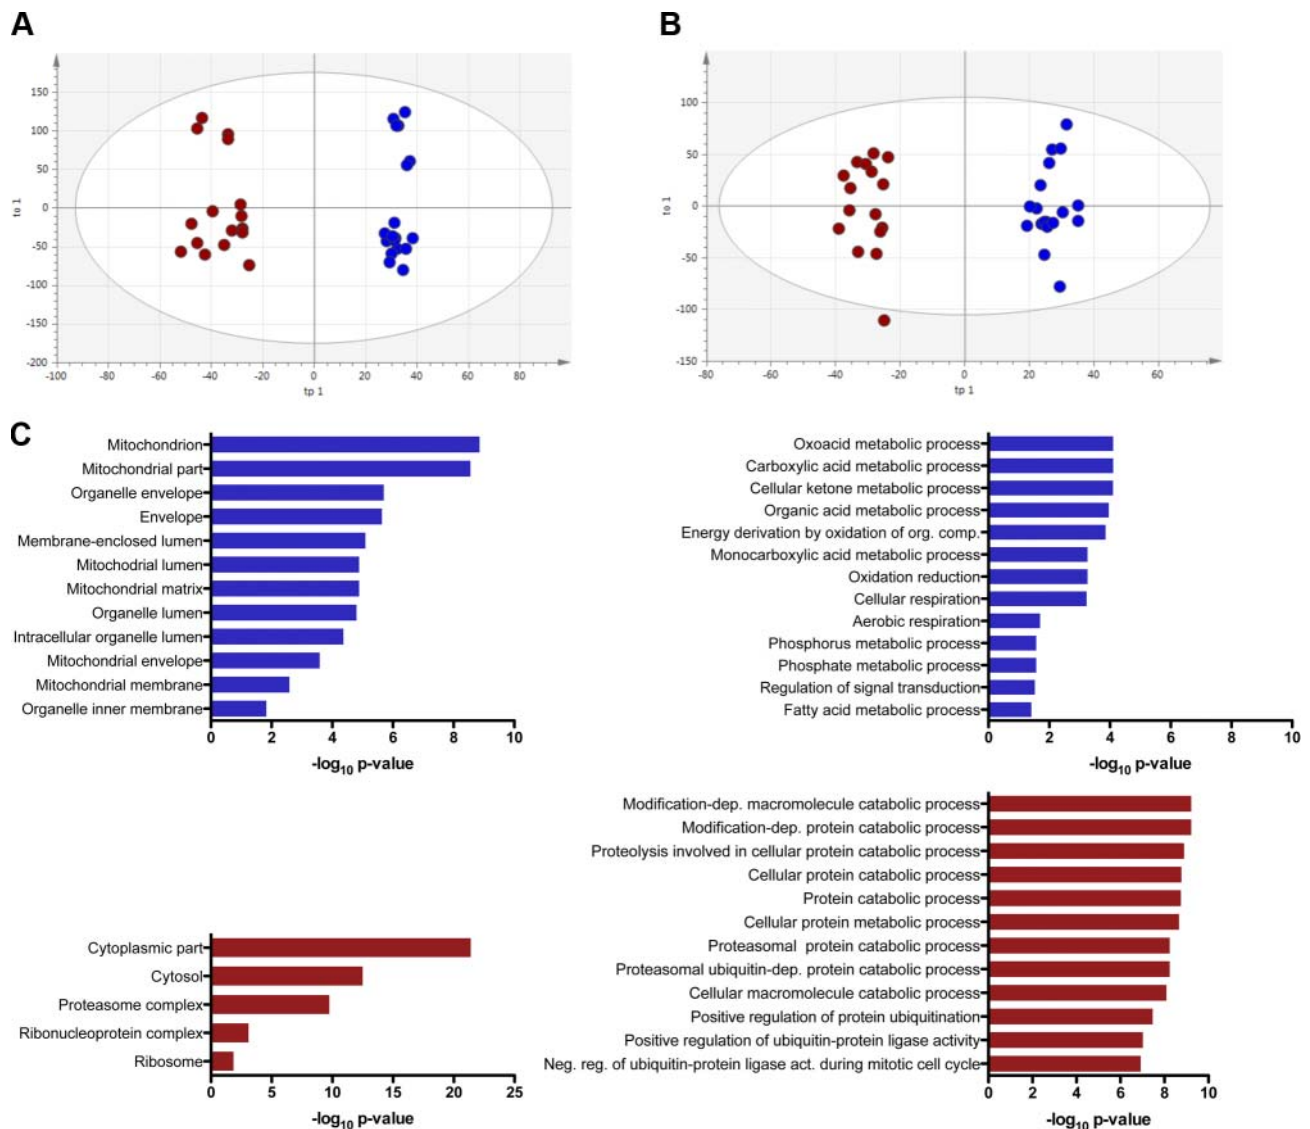 A
B
to 1
150
100
50
0
-50
-100
-150
-200
-100
-80
-60
-40
-20
0
20
40
60
80
tp 1
to 1
100
50
0
-50
-100
-150
-80
-60
-40
-20
0
20
40
60
tp 1
C
Mitochondrion
Mitochondrial part
Organelle envelope
Envelope
Membrane-enclosed lumen
Mitochodrial lumen
Mitochondrial matrix
Organelle lumen
Intracellular organelle lumen
Mitochondrial envelope
Mitochondrial membrane
Organelle inner membrane
0 2 4 6 8 10
-log10 p-value
Oxoacid metabolic process
Carboxylic acid metabolic process
Cellular ketone metabolic process
Organic acid metabolic process
Energy derivation by oxidation of org. comp.
Monocarboxylic acid metabolic process
Oxidation reduction
Cellular respiration
Aerobic respiration
Phosphorus metabolic process
Phosphate metabolic process
Regulation of signal transduction
Fatty acid metabolic process
0 2 4 6 8 10
-log10 p-value
Cytoplasmic part
Cytosol
Proteasome complex
Ribonucleoprotein complex
Ribosome
0 5 10 15 20 25
-log10 p-value
Modification-dep. macromolecule catabolic process
Modification-dep. protein catabolic process
Proteolysis involved in cellular protein catabolic process
Cellular protein catabolic process
Protein catabolic process
Cellular protein metabolic process
Proteasomal protein catabolic process
Proteasomal ubiquitin-dep. protein catabolic process
Cellular macromolecule catabolic process
Positive regulation of protein ubiquitination
Positive regulation of ubiquitin-protein ligase activity
Neg. reg. of ubiquitin-protein ligase act. during mitotic cell cycle
0 2 4 6 8 10
-log10 p-value